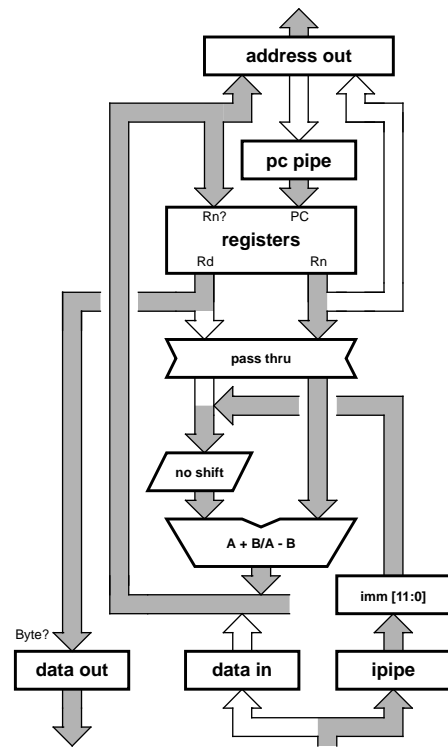 address out
pc pipe
Rn? PC
registers
Rd Rn
pass thru
no shift
A + B/A - B
imm [11:0]
Byte?
data out data in ipipe